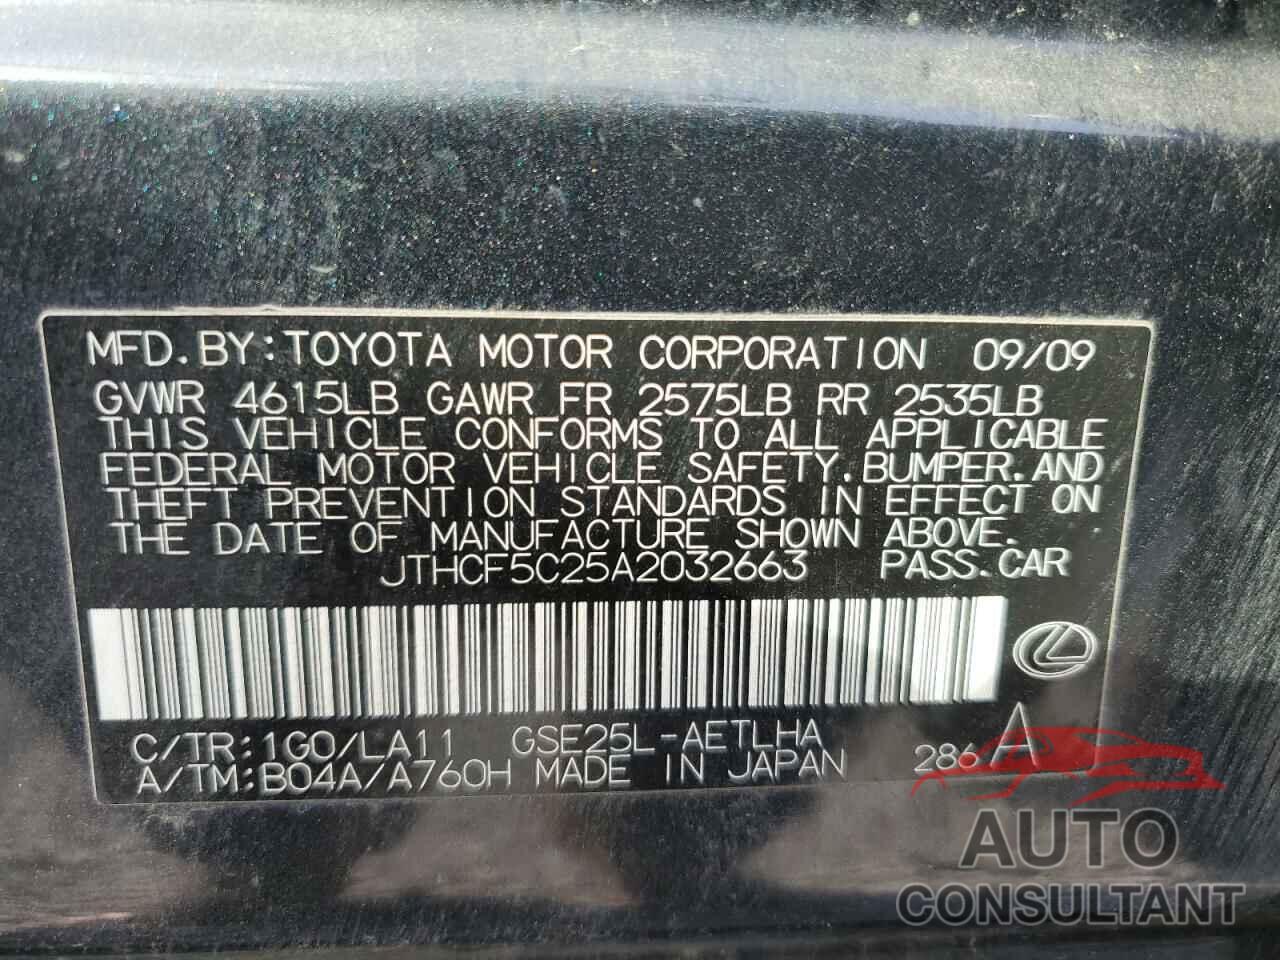 MFD.BY:TOYOTA MOTOR CORPORATION 09/09
GVWR 4615LB GAWR FR 2575LB RR 2535LB
THIS VEHICLE CONFORMS TO ALL APPLICABLE
FEDERAL MOTOR VEHICLE SAFETY.BUMPER.AND
THEFT PREVENTION STANDARDS IN EFFECT ON
THE DATE OF MANUFACTURE SHOWN ABOVE.
JTHCF5C25A2032663 PASS.CAR
C/TR:1G0/LA11 GSE25L-AETLHA
A/TM:B04A/A760H MADE IN JAPAN 286 A
AUTO
CONSULTANT